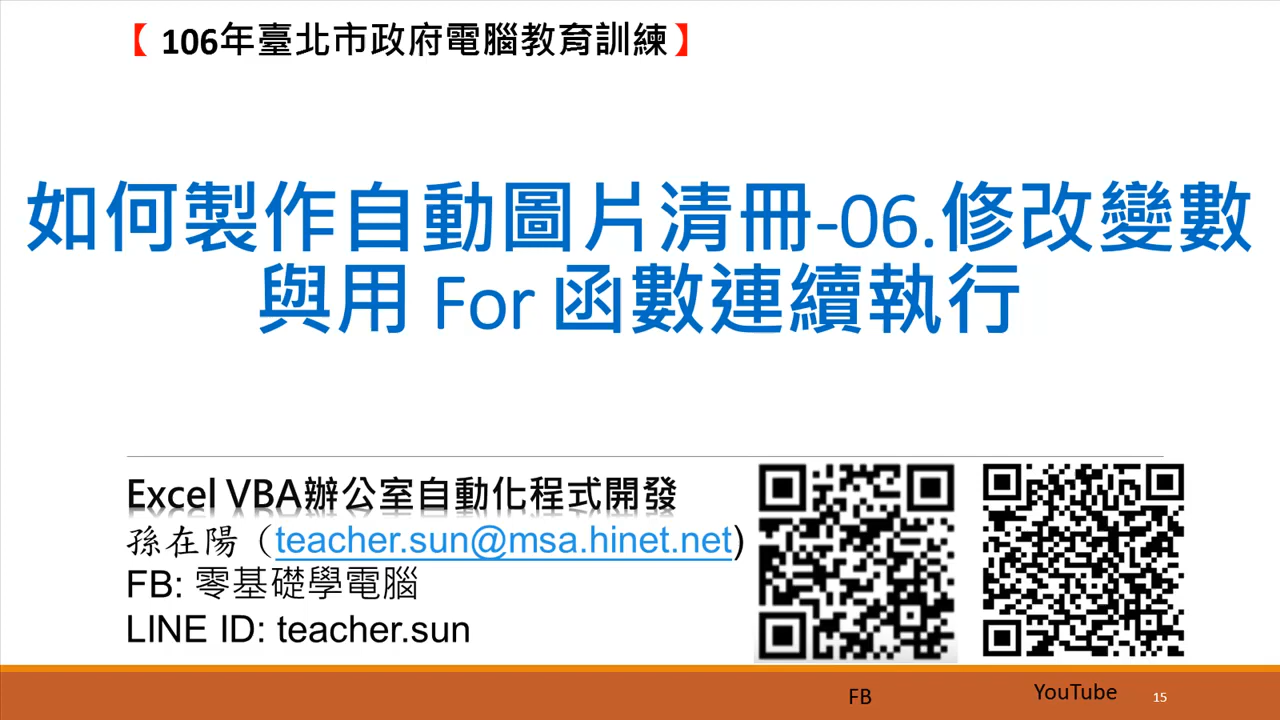 【 106年臺北市政府電腦教育訓練】
如何製作自動圖片清冊-06.修改變數
與用 For 函數連續執行
Excel VBA辦公室自動化程式開發
孫在陽（teacher.sun@msa.hinet.net)
FB: 零基礎學電腦
LINE ID: teacher.sun
FB
YouTube
15